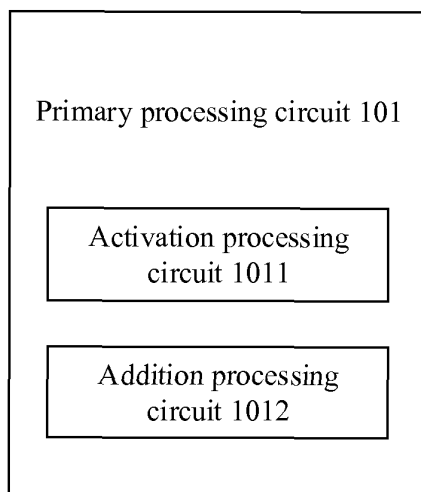 Primary processing circuit 101
Activation processing
circuit 1011
Addition processing
circuit 1012